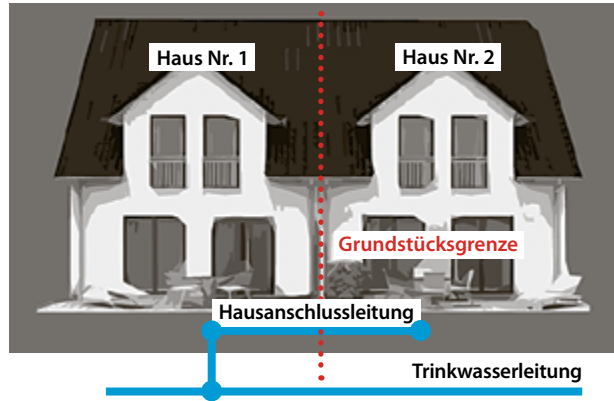 Haus Nr. 1
Haus Nr. 2
Grundstücksgrenze
Hausanschlussleitung
Trinkwasserleitung